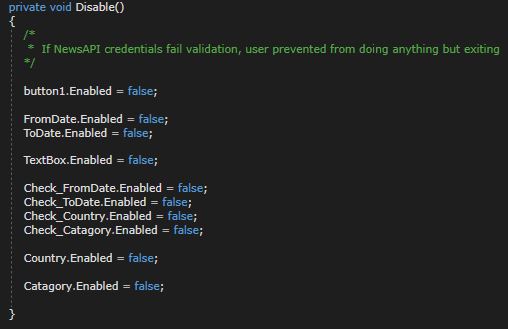 private void Disable()
{
/*
* If NewsAPI credentials fail validation, user prevented from doing anything but exiting
*/
button1.Enabled = false;
FromDate.Enabled = false;
ToDate.Enabled = false;
TextBox.Enabled = false;
Check_FromDate.Enabled = false;
Check_ToDate.Enabled = false;
Check_Country.Enabled = false;
Check_Catagory.Enabled = false;
Country.Enabled = false;
Catagory.Enabled = false;
}